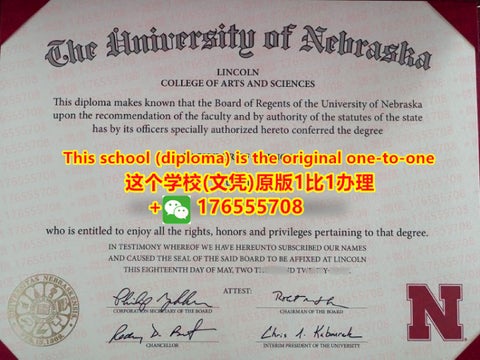 The University of Nebraska
LINCOLN
COLLEGE OF ARTS AND SCIENCES
This diploma makes known that the Board of Regents of the University of Nebraska
upon the recommendation of the faculty and by authority of the statutes of the state
has by its officers specially authorized hereto conferred the degree
This school (diploma) is the original one-to-one
这个学校(文凭)原版1比1办理
+ 176555708
who is entitled to enjoy all the rights, honors and privileges pertaining to that degree.
IN TESTIMONY WHEREOF WE HAVE HEREUNTO SUBSCRIBED OUR NAMES
AND CAUSED THE SEAL OF THE SAID BOARD TO BE AFFIXED AT LINCOLN
THIS EIGHTEENTH DAY OF MAY, TWO
ATTEST:
CORPORATION SECRETARY OF THE BOARD
CHAIRMAN OF THE BOARD
CHANCELLOR
INTERIM PRESIDENT OF THE UNIVERSITY
N